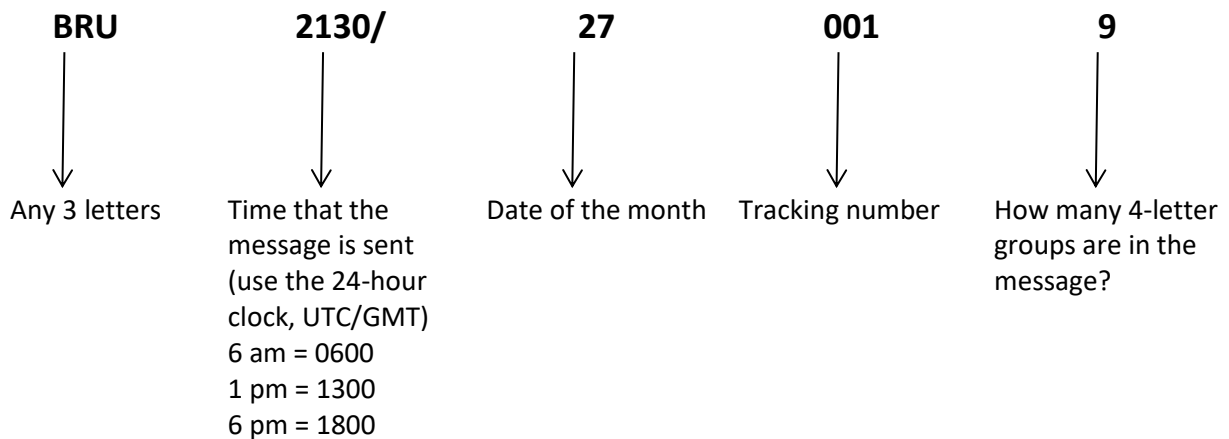 BRU 2130/ 27 001 9
Any 3 letters
Time that the
message is sent
(use the 24-hour
clock, UTC/GMT)
6 am = 0600
1 pm = 1300
6 pm = 1800
Date of the month
Tracking number
How many 4-letter
groups are in the
message?